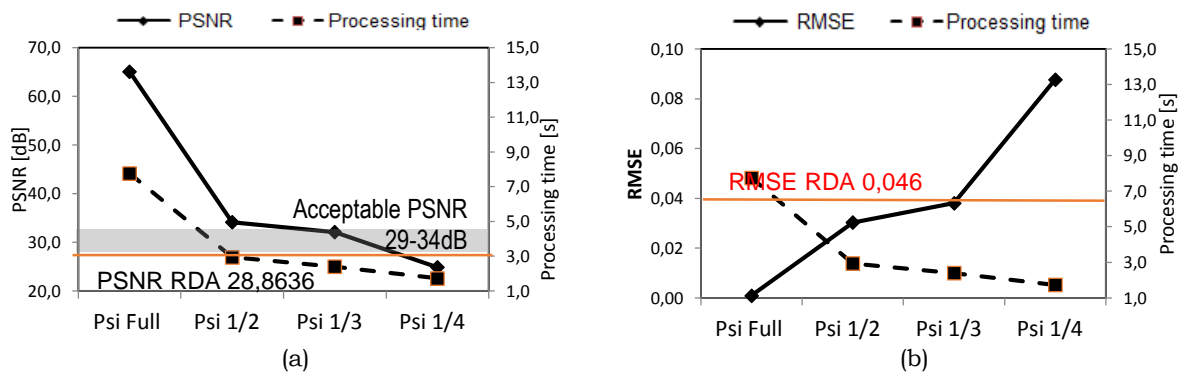 PSNR Processing time
70,0
60,0
50,0
40,0
30,0
20,0
PSNR [dB]
15,0
13,0
11,0
9,0
7,0
5,0
3,0
1,0
Processing time [s]
Acceptable PSNR
29-34dB
PSNR RDA 28,8636
Psi Full Psi 1/2 Psi 1/3 Psi 1/4
(a)
RMSE Processing time
0,10
0,08
0,06
0,04
0,02
0,00
RMSE
15,0
13,0
11,0
9,0
7,0
5,0
3,0
1,0
Processing time [s]
RMSE RDA 0,046
Psi Full Psi 1/2 Psi 1/3 Psi 1/4
(b)